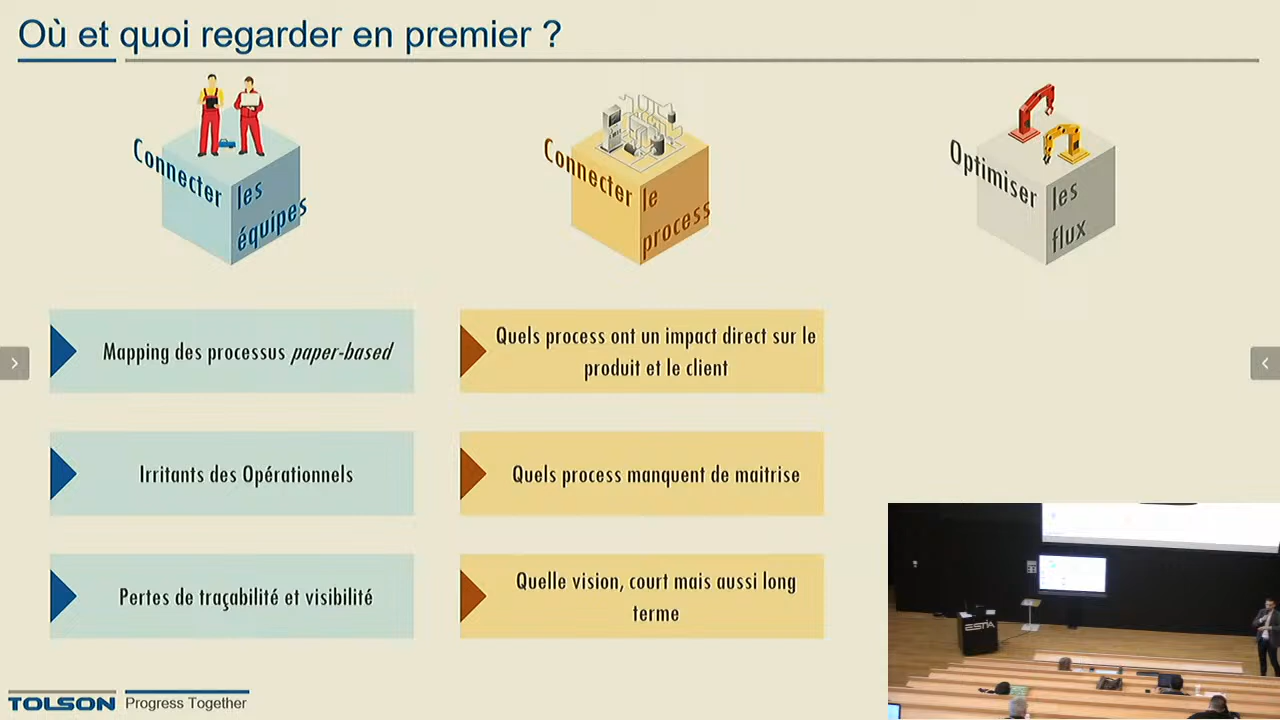 Où et quoi regarder en premier ?
Connecter les
équipes
Connecter le
process
Optimiser les
flux
Mapping des processus paper-based
Quels process ont un impact direct sur le
produit et le client
Irritants des Opérationnels
Quels process manquent de maitrise
Pertes de traçabilité et visibilité
Quelle vision, court mais aussi long
terme
ESTIA
TOLSON Progress Together